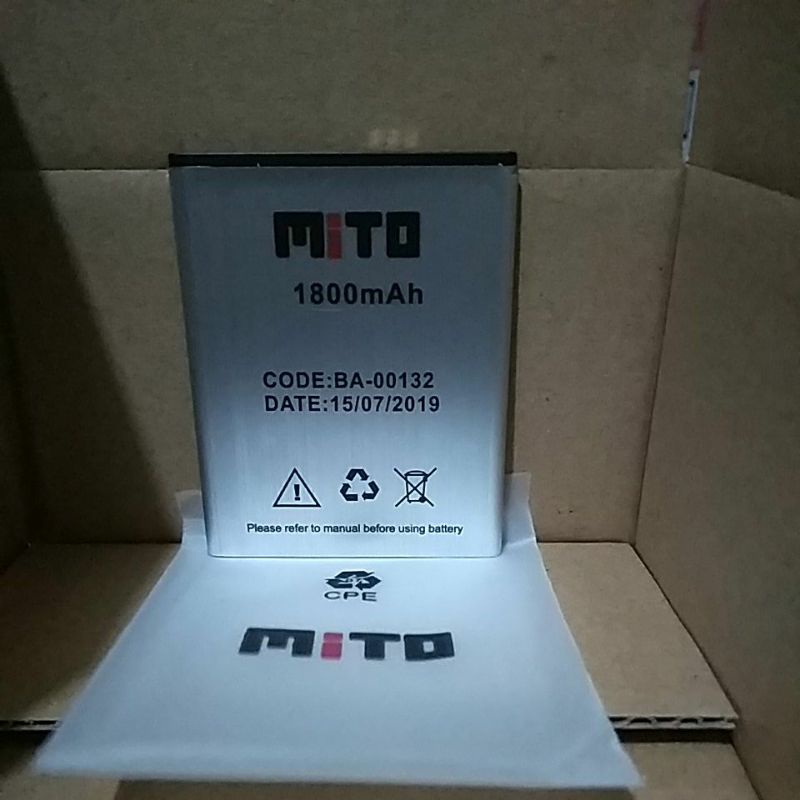 MiTO
1800mAh
CODE:BA-00132
DATE:15/07/2019
Please refer to manual before using battery
CPE
MiTO